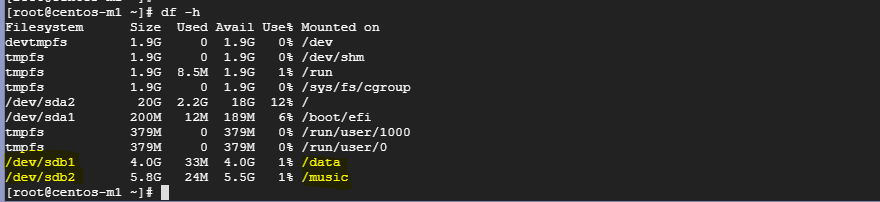 [root@centos-m1 ~]# df -h
Filesystem      Size  Used Avail Use% Mounted on
devtmpfs        1.9G     0  1.9G   0% /dev
tmpfs           1.9G     0  1.9G   0% /dev/shm
tmpfs           1.9G  8.5M  1.9G   1% /run
tmpfs           1.9G     0  1.9G   0% /sys/fs/cgroup
/dev/sda2        20G  2.2G   18G  12% /
/dev/sda1       200M   12M  189M   6% /boot/efi
tmpfs           379M     0  379M   0% /run/user/1000
tmpfs           379M     0  379M   0% /run/user/0
/dev/sdb1       4.0G   33M  4.0G   1% /data
/dev/sdb2       5.8G   24M  5.5G   1% /music
[root@centos-m1 ~]#